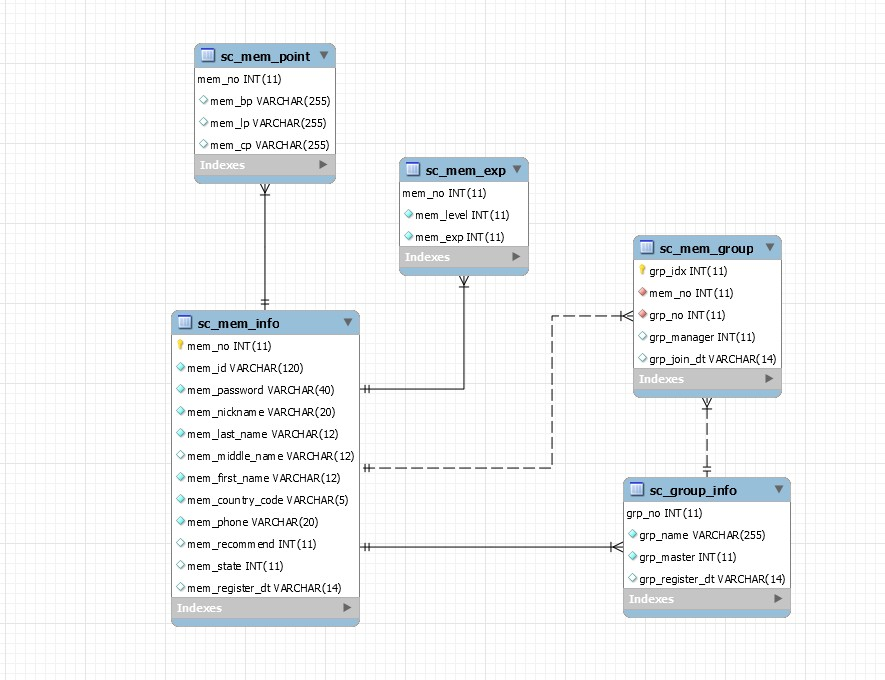 sc_mem_point
mem_no INT(11)
mem_bp VARCHAR(255)
mem_lp VARCHAR(255)
mem_cp VARCHAR(255)
Indexes
sc_mem_exp
mem_no INT(11)
mem_level INT(11)
mem_exp INT(11)
Indexes
sc_mem_group
grp_idx INT(11)
mem_no INT(11)
grp_no INT(11)
grp_manager INT(11)
grp_join_dt VARCHAR(14)
Indexes
sc_mem_info
mem_no INT(11)
mem_id VARCHAR(120)
mem_password VARCHAR(40)
mem_nickname VARCHAR(20)
mem_last_name VARCHAR(12)
mem_middle_name VARCHAR(12)
mem_first_name VARCHAR(12)
mem_country_code VARCHAR(5)
mem_phone VARCHAR(20)
mem_recommend INT(11)
mem_state INT(11)
mem_register_dt VARCHAR(14)
Indexes
sc_group_info
grp_no INT(11)
grp_name VARCHAR(255)
grp_master INT(11)
grp_register_dt VARCHAR(14)
Indexes